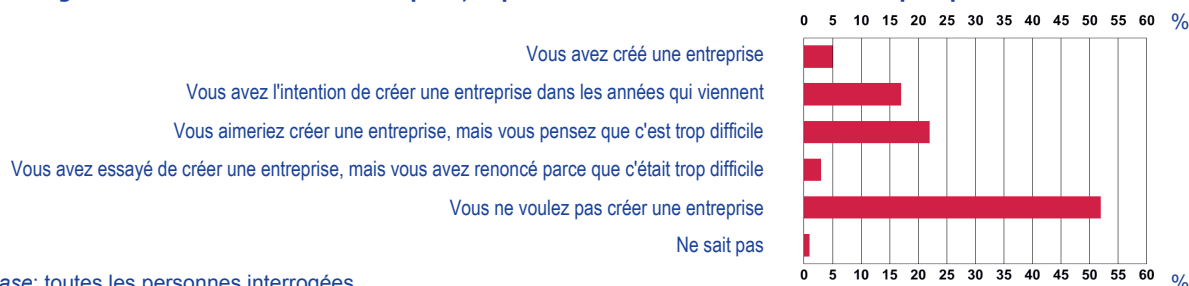 0 5 10 15 20 25 30 35 40 45 50 55 60 %
Vous avez créé une entreprise
Vous avez l'intention de créer une entreprise dans les années qui viennent
Vous aimeriez créer une entreprise, mais vous pensez que c'est trop difficile
Vous avez essayé de créer une entreprise, mais vous avez renoncé parce que c'était trop difficile
Vous ne voulez pas créer une entreprise
Ne sait pas
0 5 10 15 20 25 30 35 40 45 50 55 60 %
toutes les personnes interrogées